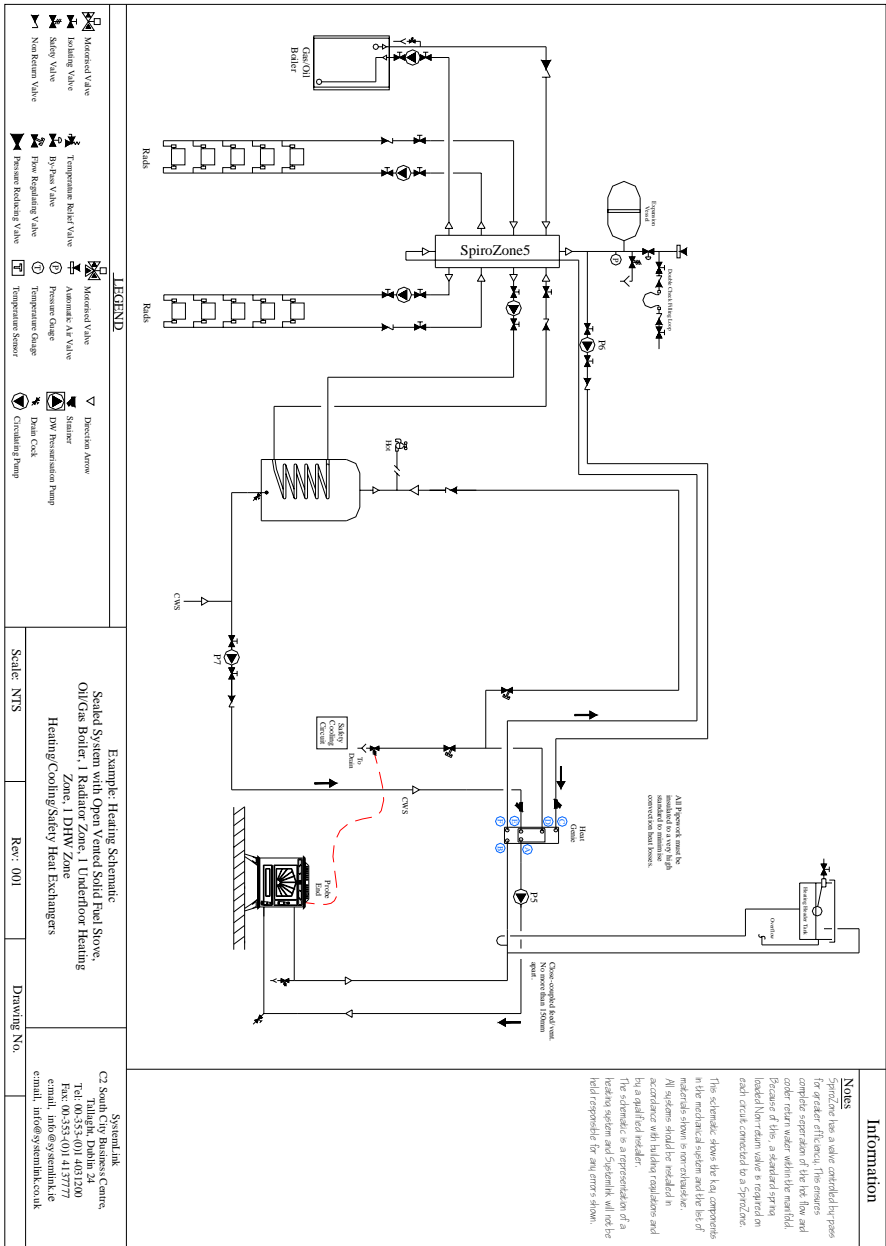 Information
Notes
SpiroZone has a valve controlled by-pass
for greater efficiency. This ensures
complete seperation of the hot flow and
cooler return water within the manifold.
Because of this, a standard spring
loaded Non-return valve is required on
each circuit connected to a SpiroZone.
This schematic shows the key components
in the mechanical system and the list of
materials shown is non-exhaustive.
All systems should be installed in
accordance with building regulations and
by a qualified installer.
The schematic is a representation of a
heating system and Systemlink will not be
held responsible for any errors shown.
Expansion
Vessel
P
Double Check Filling Loop
P6
SpiroZone5
Gas/Oil
Boiler
Rads
Rads
Hot
CWS
P7
Safety
Cooling
Circuit
To
Drain
CWS
All Pipework must be
insulated to a very high
standard to minimise
convection heat losses.
Heat
Genie
C
D
E
F
A
B
P5
Probe
End
Heating Header Tank
Overflow
Close-coupled feed/vent.
No more than 150mm
apart.
LEGEND
Motorised Valve
Isolating Valve
Safety Valve
Non Return Valve
Temperature Relief Valve
By-Pass Valve
Flow Regulating Valve
Pressure Reducing Valve
Motorised Valve
Automatic Air Valve
P
Pressure Guage
T
Temperature Guage
T
Temperature Sensor
Direction Arrow
Strainer
DW Pressurisation Pump
Drain Cock
Circulating Pump
Example: Heating Schematic
Sealed System with Open Vented Solid Fuel Stove,
Oil/Gas Boiler, 1 Radiator Zone, 1 Underfloor Heating
Zone, 1 DHW Zone
Heating/Cooling/Safety Heat Exchangers
Scale: NTS
Rev: 001
Drawing No.
SystemLink
C2 South City Business Centre,
Tallaght, Dublin 24
Tel: 00-353-(0)1 4031200
Fax: 00-353-(0)1 4137777
e:mail. info@systemlink.ie
e:mail. info@systemlink.co.uk